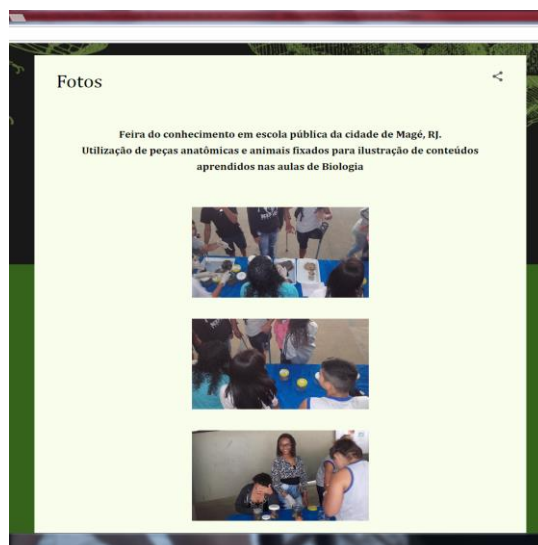 Fotos
Feira do conhecimento em escola pública da cidade de Magé, RJ.
Utilização de peças anatômicas e animais fixados para ilustração de conteúdos
aprendidos nas aulas de Biologia